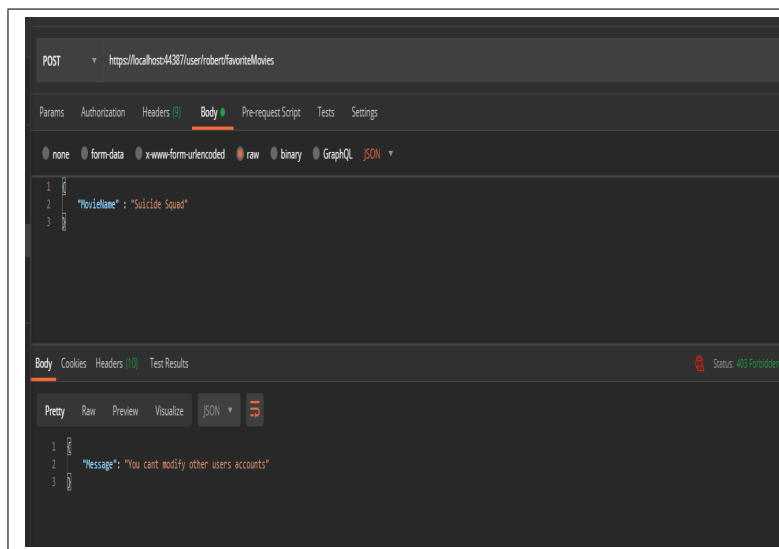 POST https://localhost:44387/user/robert/favoriteMovies
Params Authorization Headers (9) Body Pre-request Script Tests Settings
none form-data x-www-form-urlencoded raw binary GraphQL JSON
1 {
2 "MovieName" : "Suicide Squad"
3 }
Body Cookies Headers (10) Test Results Status: 403 Forbidden
Pretty Raw Preview Visualize JSON
1 {
2 "Message": "You cant modify other users accounts"
3 }